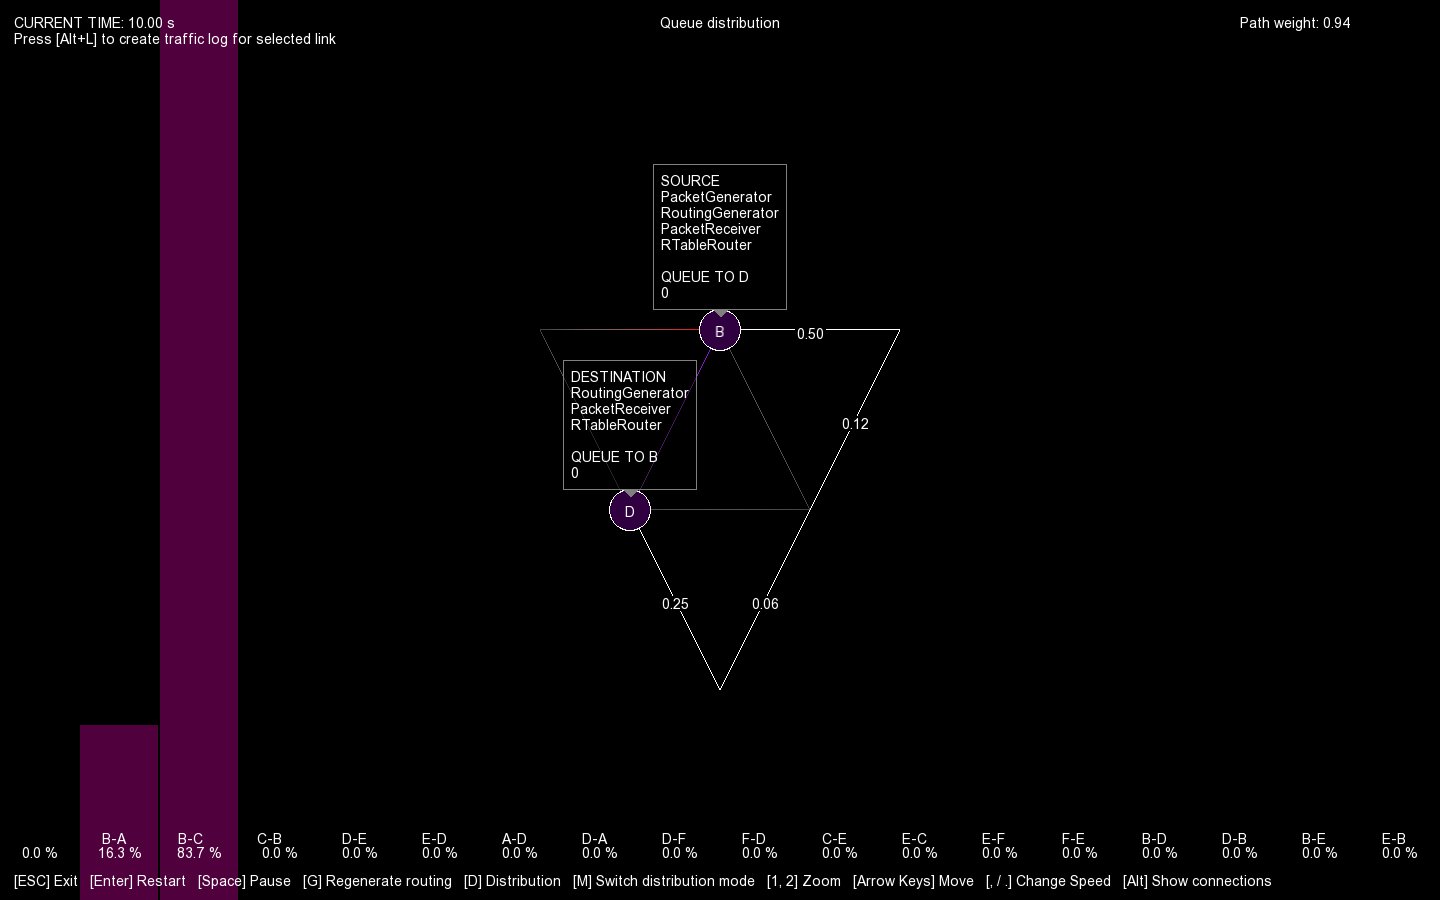 CURRENT TIME: 10.00 s
Queue distribution
Path weight: 0.94
Press [Alt+L] to create traffic log for selected link
SOURCE
PacketGenerator
RoutingGenerator
PacketReceiver
RTableRouter
QUEUE TO D
0
B
0.50
DESTINATION
RoutingGenerator
PacketReceiver
RTableRouter
QUEUE TO B
0
0.12
D
0.25
0.06
B-A B-C C-B D-E E-D A-D D-A D-F F-D C-E E-C E-F F-E B-D D-B B-E E-B
0.0 % 16.3 % 83.7 % 0.0 % 0.0 % 0.0 % 0.0 % 0.0 % 0.0 % 0.0 % 0.0 % 0.0 % 0.0 % 0.0 % 0.0 % 0.0 % 0.0 % 0.0 %
[ESC] Exit [Enter] Restart [Space] Pause [G] Regenerate routing [D] Distribution [M] Switch distribution mode [1, 2] Zoom [Arrow Keys] Move [, / .] Change Speed [Alt] Show connections